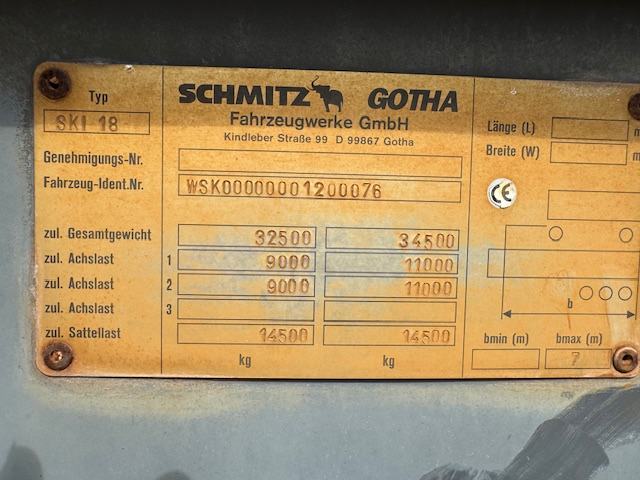 SCHMITZ GOTHA
Fahrzeugwerke GmbH
Kindleber Straße 99 D 99867 Gotha
Typ
SKI 18
Genehmigungs-Nr.
Fahrzeug-Ident.Nr. WSK00000001200076
zul. Gesamtgewicht 32500 34500
zul. Achslast 1 9000 11000
zul. Achslast 2 9000 11000
zul. Achslast 3
zul. Sattellast 14500 14500
kg kg
Länge (L) m
Breite (W) m
CE
b
bmin (m) bmax (m)
7